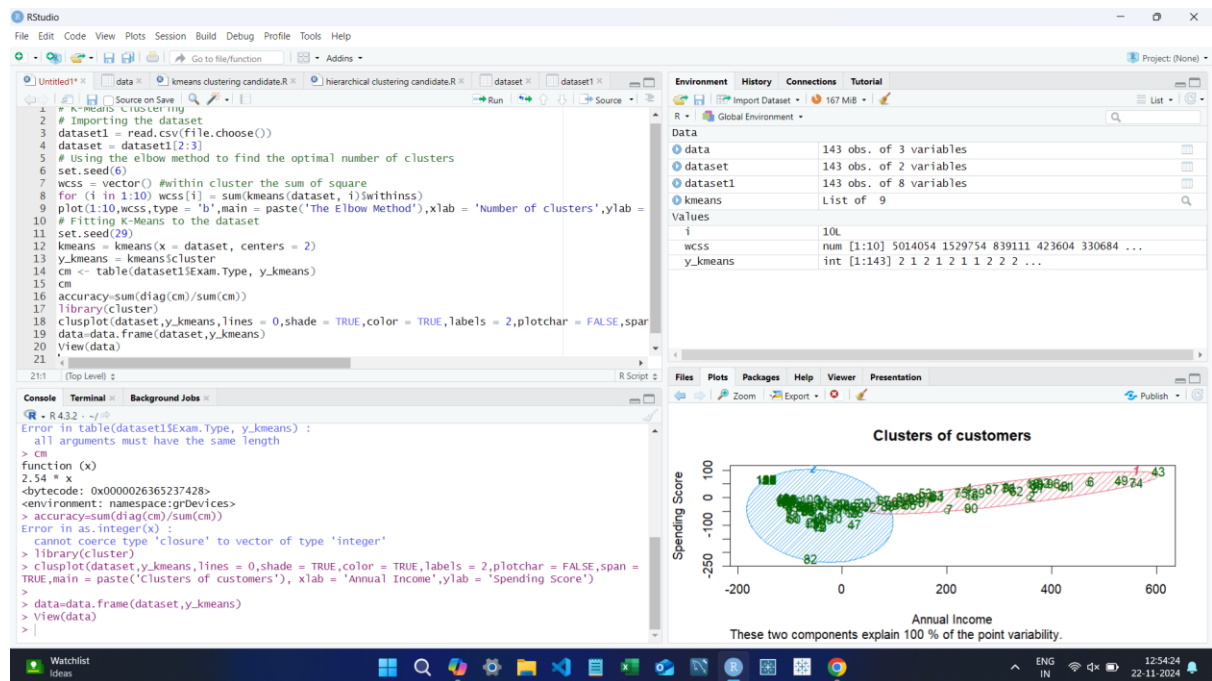 RStudio
File Edit Code View Plots Session Build Debug Profile Tools Help
Go to file/function Addins Project: (None)
Untitled1* data kmeans clustering candidate.R hierarchical clustering candidate.R dataset dataset1
Source on Save Run Source
1 # K-Means Clustering
2 # Importing the dataset
3 dataset1 = read.csv(file.choose())
4 dataset = dataset1[2:3]
5 # Using the elbow method to find the optimal number of clusters
6 set.seed(6)
7 wcss = vector() #within cluster the sum of square
8 for (i in 1:10) wcss[i] = sum(kmeans(dataset, i)$withinss)
9 plot(1:10,wcss,type = 'b',main = paste('The Elbow Method'),xlab = 'Number of clusters',ylab =
10 # Fitting K-Means to the dataset
11 set.seed(29)
12 kmeans = kmeans(x = dataset, centers = 2)
13 y_kmeans = kmeans$cluster
14 cm <- table(dataset1$Exam.Type, y_kmeans)
15 cm
16 accuracy=sum(diag(cm)/sum(cm))
17 library(cluster)
18 clusplot(dataset,y_kmeans,lines = 0,shade = TRUE,color = TRUE,labels = 2,plotchar = FALSE,span
19 data=data.frame(dataset,y_kmeans)
20 View(data)
21
21:1 (Top Level) R Script
Console Terminal Background Jobs
R 4.3.2 · ~/
Error in table(dataset1$Exam.Type, y_kmeans) :
all arguments must have the same length
> cm
function (x)
2.54 * x
<bytecode: 0x0000026365237428>
<environment: namespace:grDevices>
> accuracy=sum(diag(cm)/sum(cm))
Error in as.integer(x) :
cannot coerce type 'closure' to vector of type 'integer'
> library(cluster)
> clusplot(dataset,y_kmeans,lines = 0,shade = TRUE,color = TRUE,labels = 2,plotchar = FALSE,span =
TRUE,main = paste('Clusters of customers'), xlab = 'Annual Income',ylab = 'Spending Score')
>
> data=data.frame(dataset,y_kmeans)
> View(data)
>
Environment History Connections Tutorial
Import Dataset 167 MiB List
R Global Environment
Data
data 143 obs. of 3 variables
dataset 143 obs. of 2 variables
dataset1 143 obs. of 8 variables
kmeans List of 9
Values
i 10L
wcss num [1:10] 5014054 1529754 839111 423604 330684 ...
y_kmeans int [1:143] 2 1 2 1 2 1 1 2 2 2 ...
Files Plots Packages Help Viewer Presentation
Zoom Export Publish
Clusters of customers
Spending Score
100
0
-100
-250
2
1
43
6
4974
7 90
47
82
-200 0 200 400 600
Annual Income
These two components explain 100 % of the point variability.
Watchlist
Ideas
ENG
IN
12:54:24
22-11-2024